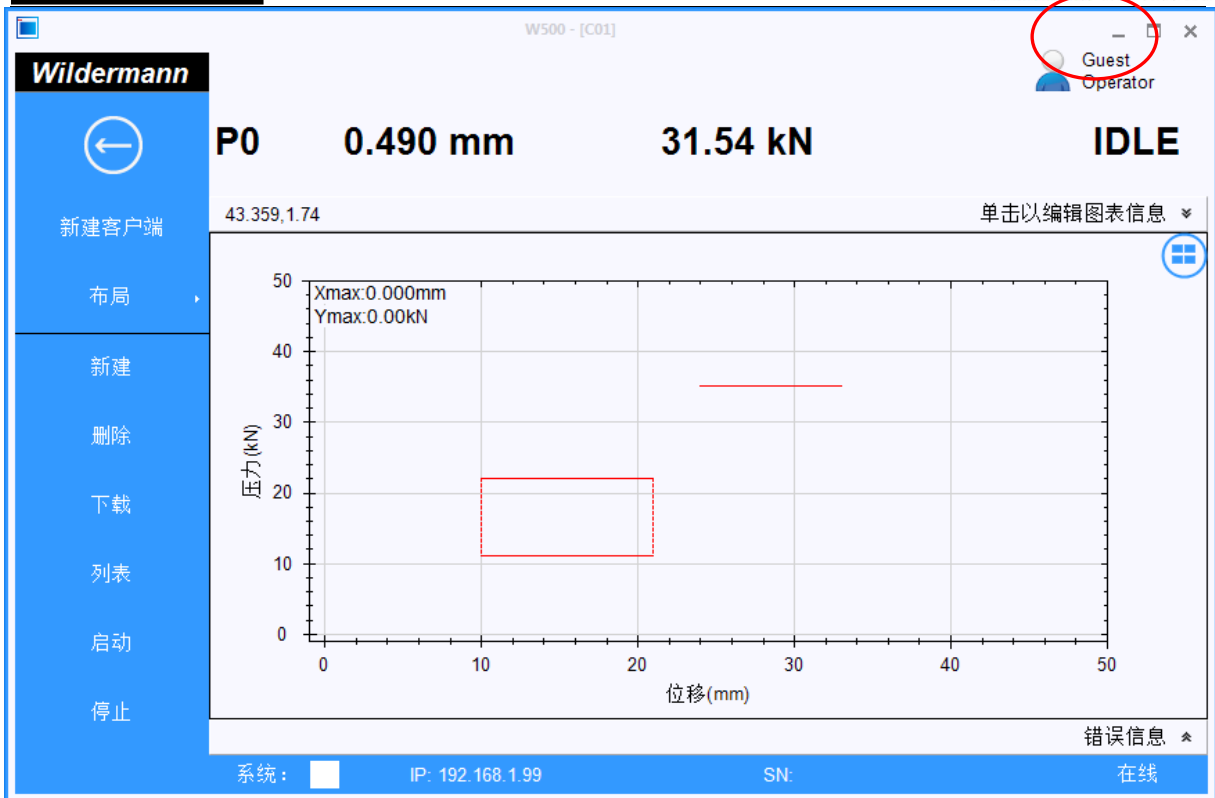 W500 - [C01]
Wildermann
Guest
Operator
P0 0.490 mm 31.54 kN IDLE
新建客户端
布局
新建
删除
下载
列表
启动
停止
43.359,1.74
单击以编辑图表信息
Xmax:0.000mm
Ymax:0.00kN
50
40
30
20
10
0
压力(kN)
0 10 20 30 40 50
位移(mm)
错误信息
系统： IP: 192.168.1.99 SN: 在线